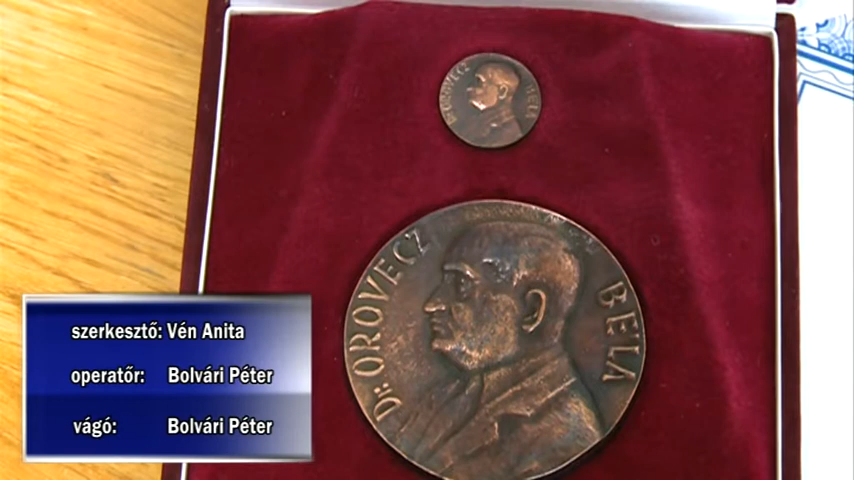 Dr. OROVECZ BÉLA
szerkesztő: Vén Anita
operatőr: Bolvári Péter
vágó: Bolvári Péter